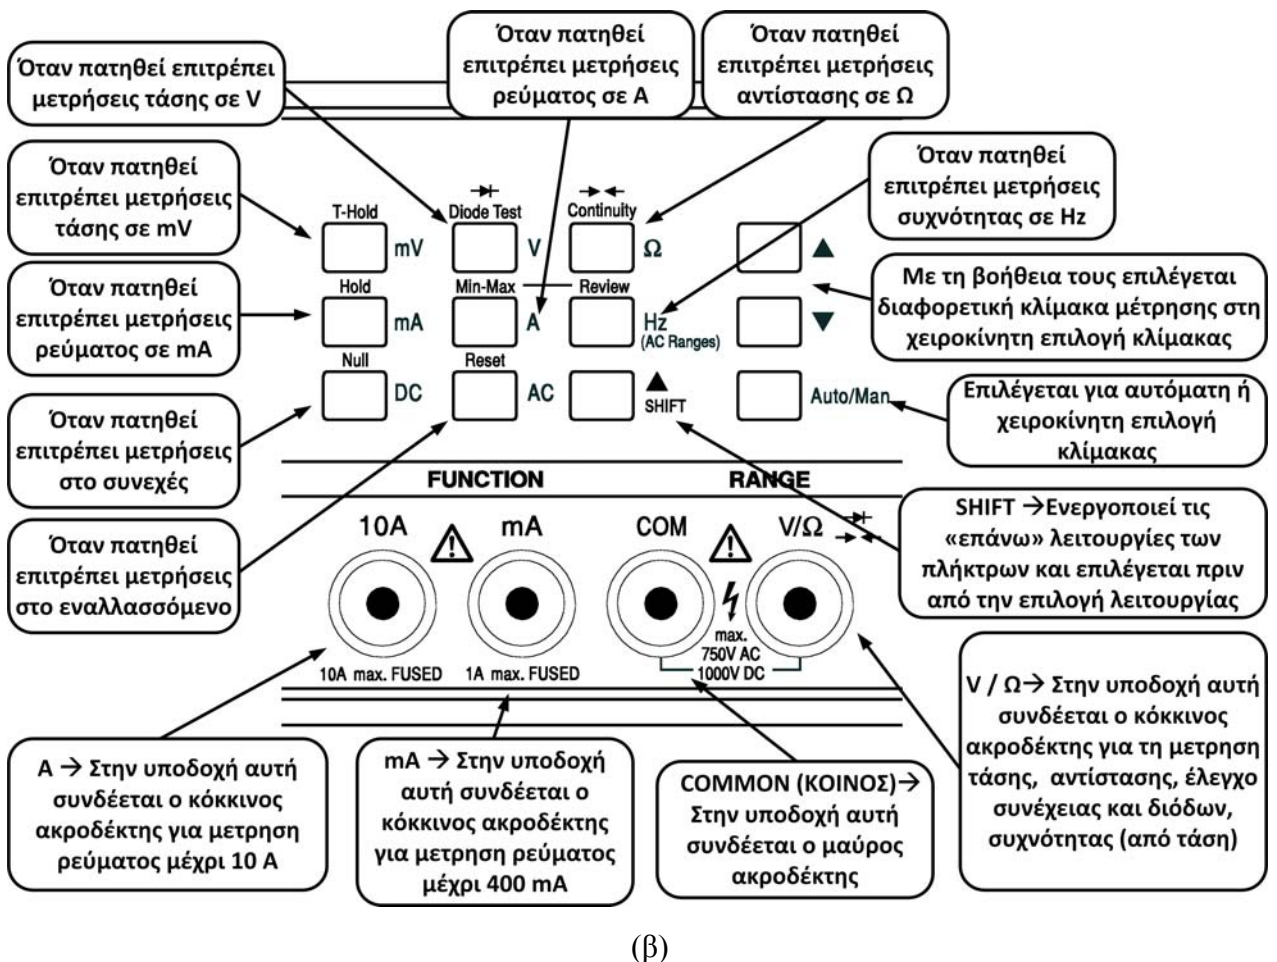 Όταν πατηθεί επιτρέπει
μετρήσεις τάσης σε V
Όταν πατηθεί
επιτρέπει μετρήσεις
ρεύματος σε A
Όταν πατηθεί
επιτρέπει μετρήσεις
αντίστασης σε Ω
Όταν πατηθεί
επιτρέπει μετρήσεις
τάσης σε mV
Όταν πατηθεί
επιτρέπει μετρήσεις
συχνότητας σε Hz
T-Hold
mV
Diode Test
V
Continuity
Ω
▲
Όταν πατηθεί
επιτρέπει μετρήσεις
ρεύματος σε mA
Hold
mA
Min-Max
A
Review
Hz
(AC Ranges)
▼
Με τη βοήθεια τους επιλέγεται
διαφορετική κλίμακα μέτρησης στη
χειροκίνητη επιλογή κλίμακας
Όταν πατηθεί
επιτρέπει μετρήσεις
στο συνεχές
Null
DC
Reset
AC
▲
SHIFT
Auto/Man
Επιλέγεται για αυτόματη ή
χειροκίνητη επιλογή
κλίμακας
FUNCTION
RANGE
Όταν πατηθεί
επιτρέπει μετρήσεις
στο εναλλασσόμενο
SHIFT →Ενεργοποιεί τις
«επάνω» λειτουργίες των
πλήκτρων και επιλέγεται πριν
από την επιλογή λειτουργίας
10A
mA
COM
V/Ω
max.
750V AC
1000V DC
10A max. FUSED
1A max. FUSED
A → Στην υποδοχή αυτή
συνδέεται ο κόκκινος
ακροδέκτης για μετρηση
ρεύματος μέχρι 10 A
mA → Στην υποδοχή
αυτή συνδέεται ο
κόκκινος ακροδέκτης
για μετρηση ρεύματος
μέχρι 400 mA
COMMON (ΚΟΙΝΟΣ)→
Στην υποδοχή αυτή
συνδέεται ο μαύρος
ακροδέκτης
V / Ω→ Στην υποδοχή αυτή
συνδέεται ο κόκκινος
ακροδέκτης για τη μετρηση
τάσης, αντίστασης, έλεγχο
συνέχειας και διόδων,
συχνότητας (από τάση)
(β)